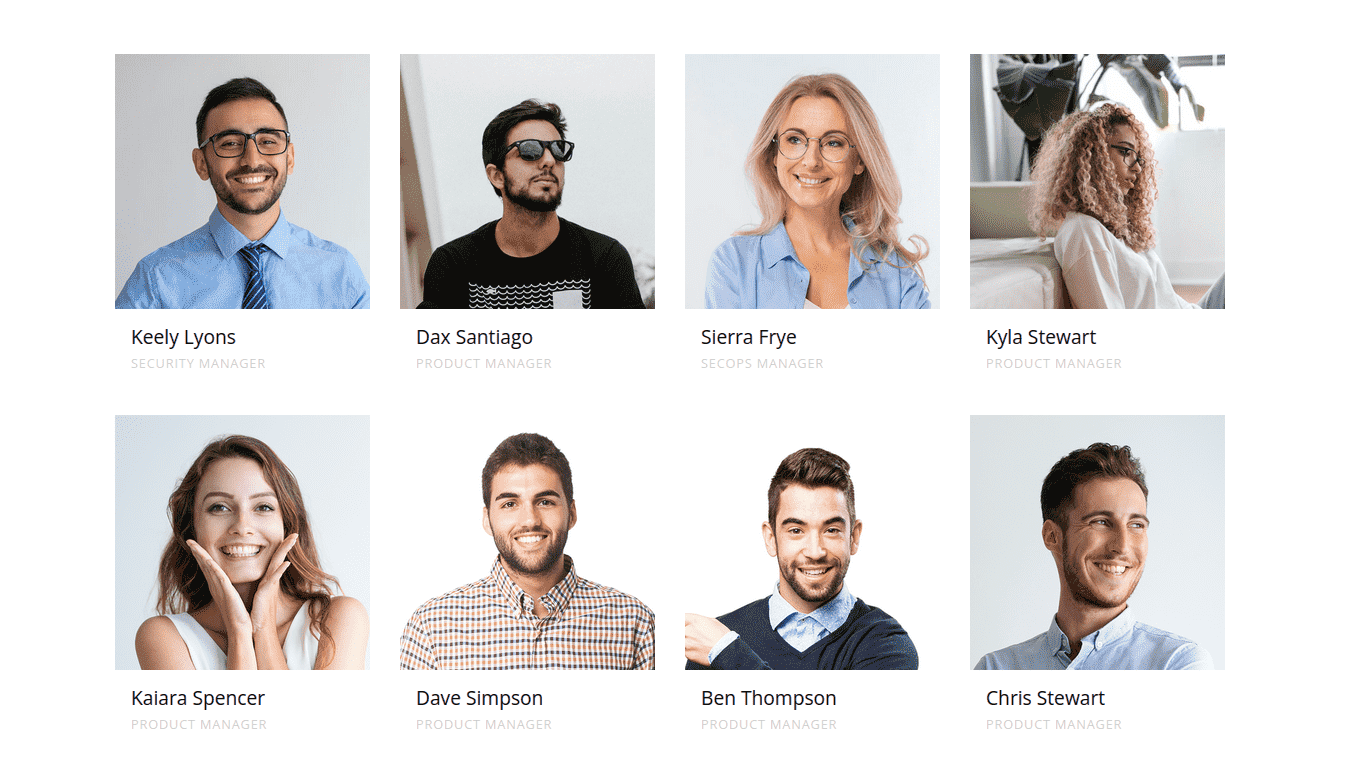 Keely Lyons
SECURITY MANAGER
Dax Santiago
PRODUCT MANAGER
Sierra Frye
SECOPS MANAGER
Kyla Stewart
PRODUCT MANAGER
Kaiara Spencer
PRODUCT MANAGER
Dave Simpson
PRODUCT MANAGER
Ben Thompson
PRODUCT MANAGER
Chris Stewart
PRODUCT MANAGER